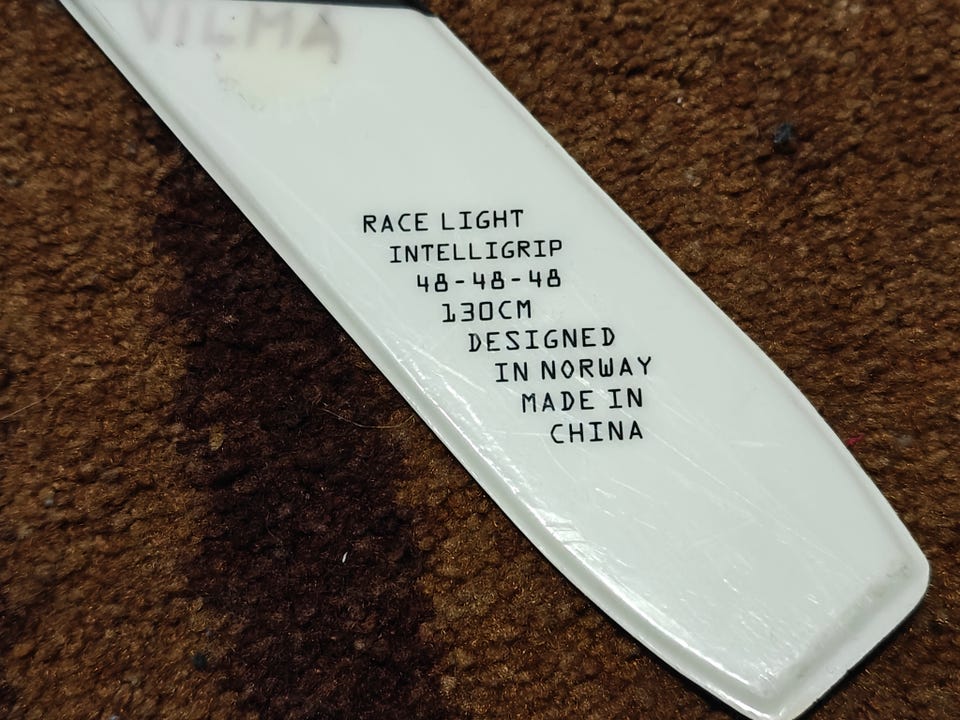 VILMA
RACE LIGHT
INTELLIGRIP
48-48-48
130CM
DESIGNED
IN NORWAY
MADE IN
CHINA